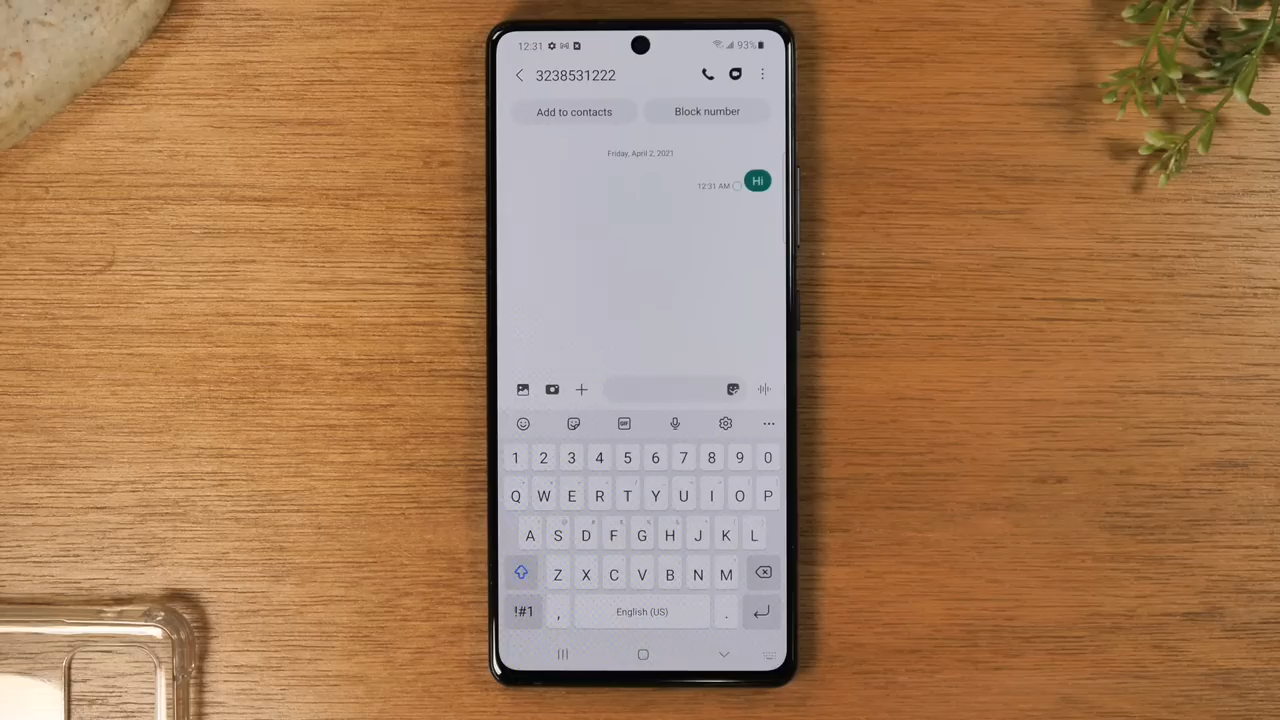 12:31 93%
3238531222
Add to contacts Block number
Friday, April 2, 2021
12:31 AM Hi
GIF
1 2 3 4 5 6 7 8 9 0
Q W E R T Y U I O P
A S D F G H J K L
Z X C V B N M
!#1 , English (US) .